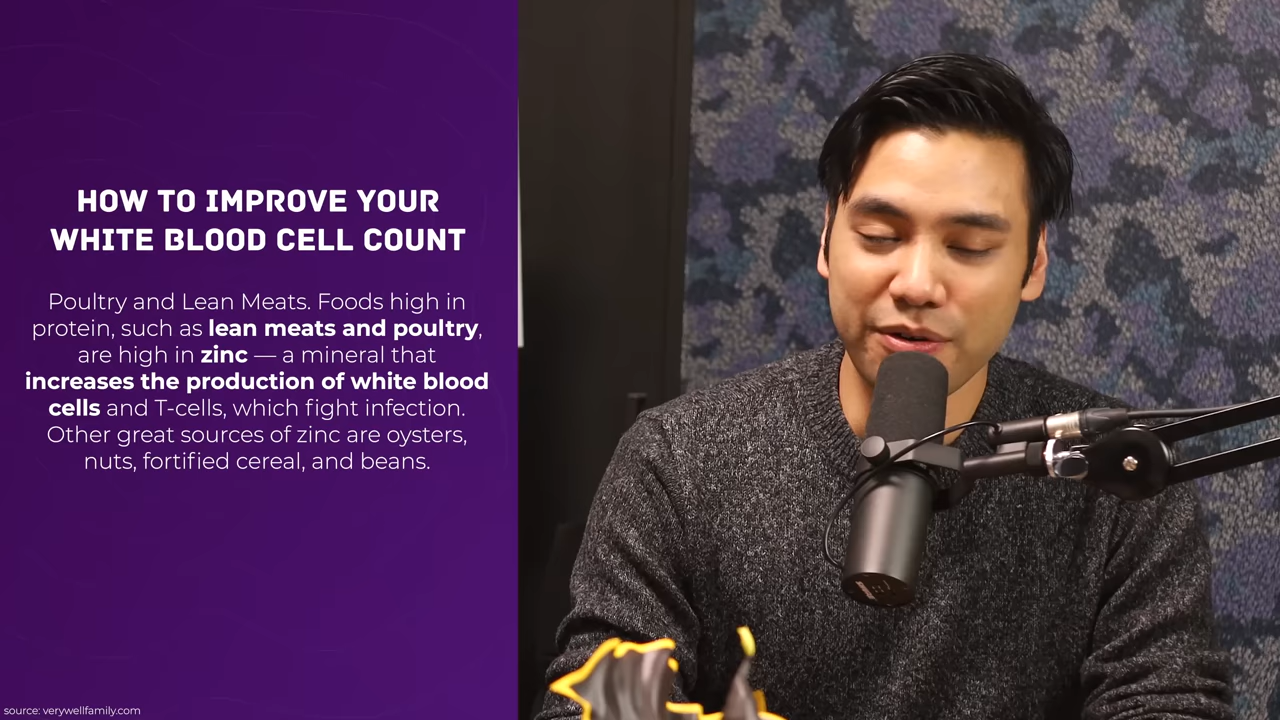 HOW TO IMPROVE YOUR
WHITE BLOOD CELL COUNT
Poultry and Lean Meats. Foods high in
protein, such as lean meats and poultry,
are high in zinc — a mineral that
increases the production of white blood
cells and T-cells, which fight infection.
Other great sources of zinc are oysters,
nuts, fortified cereal, and beans.
source: verywellfamily.com